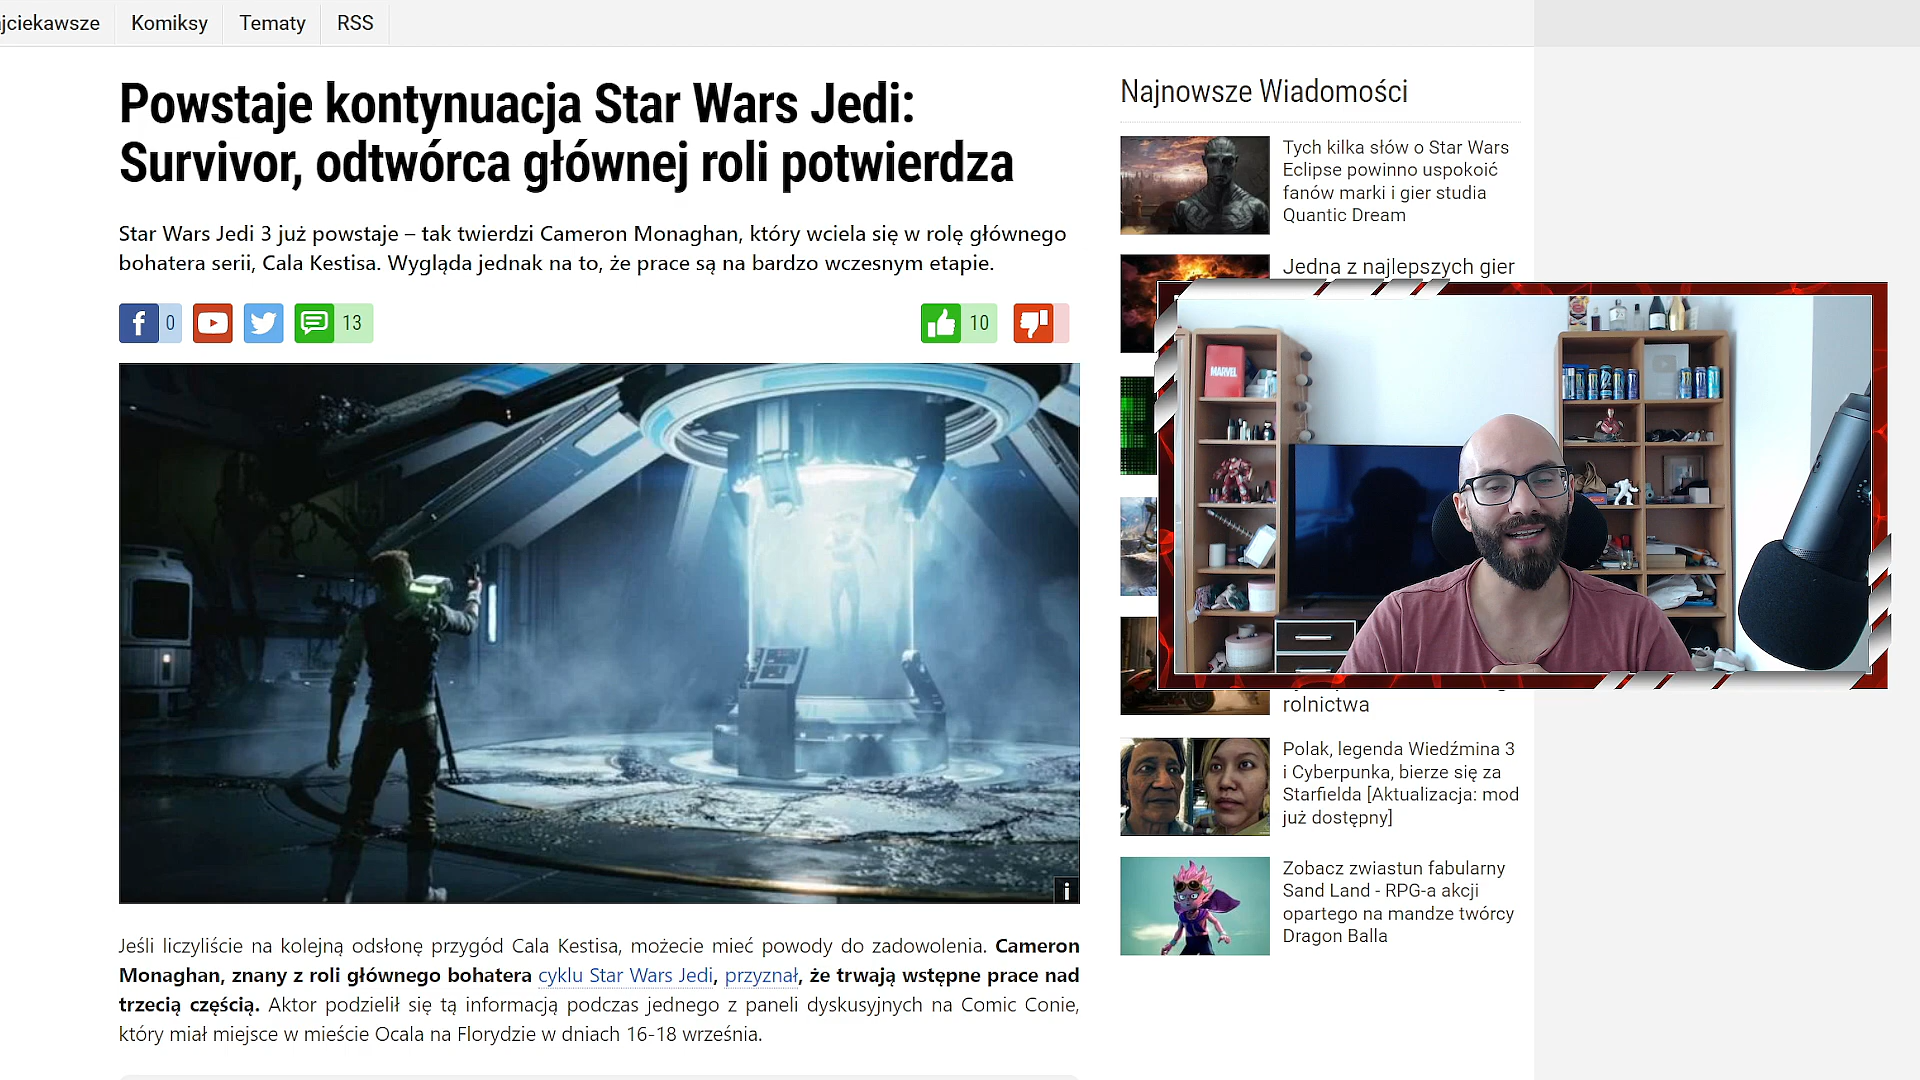 jciekawsze
Komiksy
Tematy
RSS
Powstaje kontynuacja Star Wars Jedi:
Survivor, odtwórca głównej roli potwierdza
Star Wars Jedi 3 już powstaje – tak twierdzi Cameron Monaghan, który wciela się w rolę głównego
bohatera serii, Cala Kestisa. Wygląda jednak na to, że prace są na bardzo wczesnym etapie.
0
13
10
Jeśli liczyliście na kolejną odsłonę przygód Cala Kestisa, możecie mieć powody do zadowolenia. Cameron
Monaghan, znany z roli głównego bohatera cyklu Star Wars Jedi, przyznał, że trwają wstępne prace nad
trzecią częścią. Aktor podzielił się tą informacją podczas jednego z paneli dyskusyjnych na Comic Conie,
który miał miejsce w mieście Ocala na Florydzie w dniach 16-18 września.
Najnowsze Wiadomości
Tych kilka słów o Star Wars
Eclipse powinno uspokoić
fanów marki i gier studia
Quantic Dream
Jedna z najlepszych gier
MARVEL
rolnictwa
Polak, legenda Wiedźmina 3
i Cyberpunka, bierze się za
Starfielda [Aktualizacja: mod
już dostępny]
Zobacz zwiastun fabularny
Sand Land - RPG-a akcji
opartego na mandze twórcy
Dragon Balla